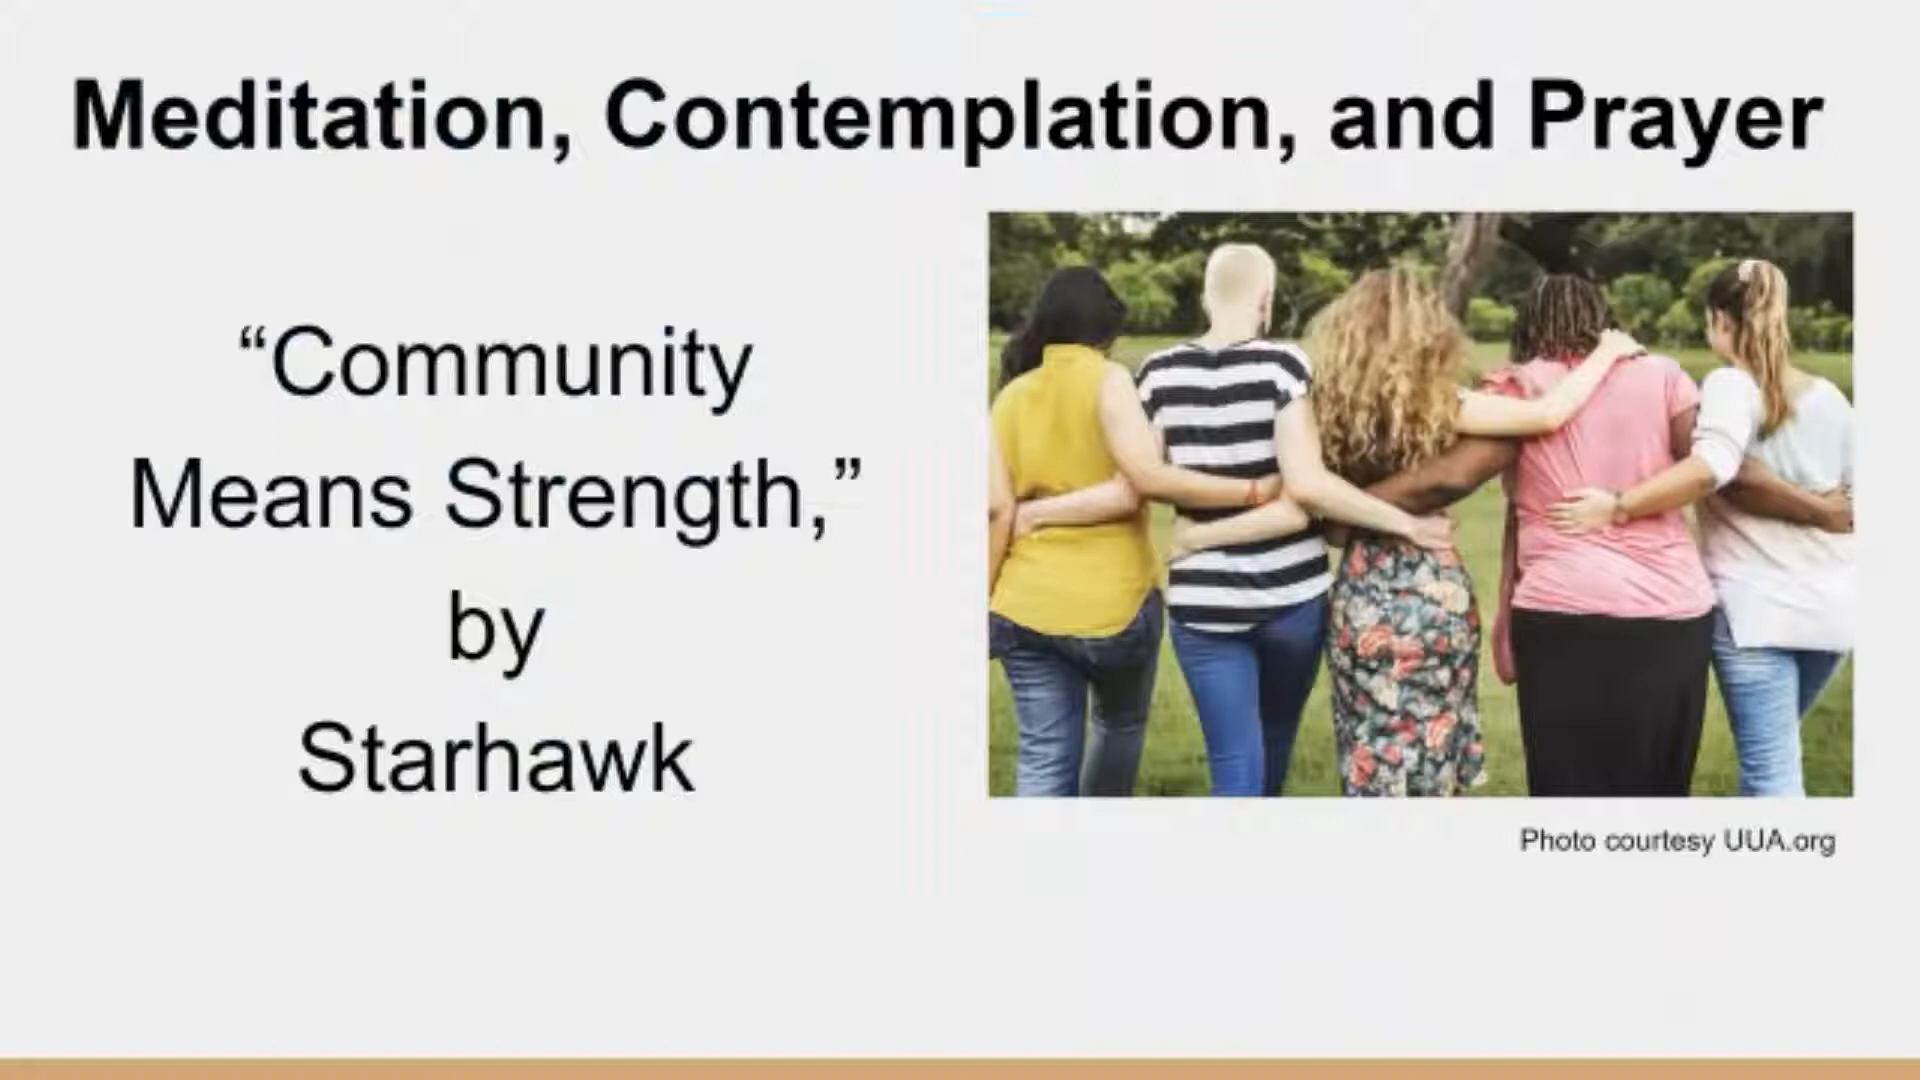 Meditation, Contemplation, and Prayer
“Community
Means Strength,”
by
Starhawk
Photo courtesy UUA.org